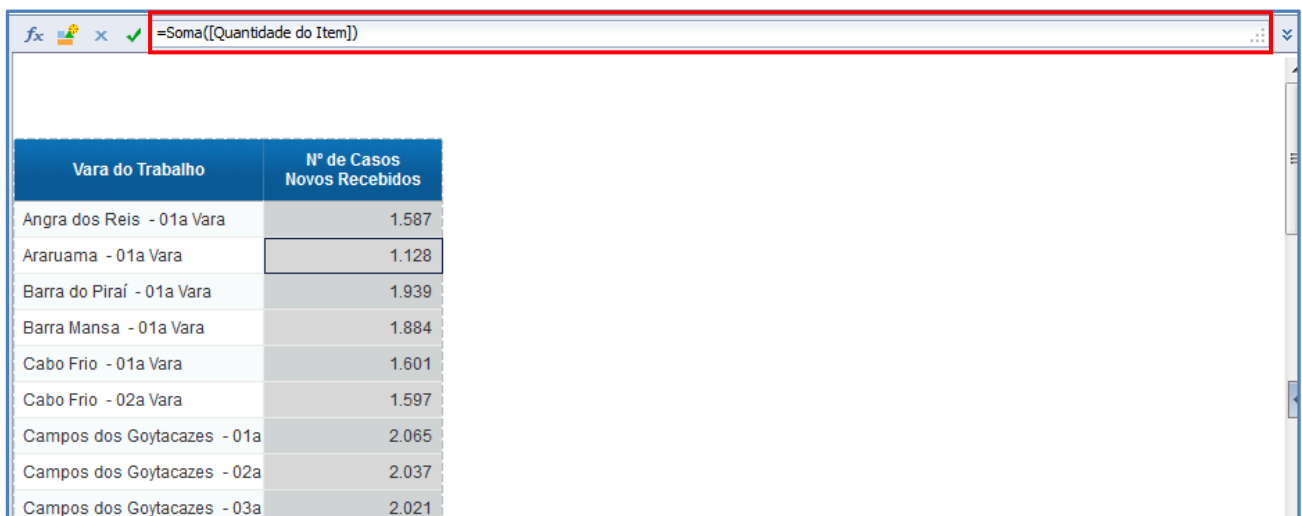 fx =Soma([Quantidade do Item])
Vara do Trabalho
Nº de Casos
Novos Recebidos
Angra dos Reis - 01a Vara 1.587
Araruama - 01a Vara 1.128
Barra do Piraí - 01a Vara 1.939
Barra Mansa - 01a Vara 1.884
Cabo Frio - 01a Vara 1.601
Cabo Frio - 02a Vara 1.597
Campos dos Goytacazes - 01a 2.065
Campos dos Goytacazes - 02a 2.037
Campos dos Goytacazes - 03a 2.021